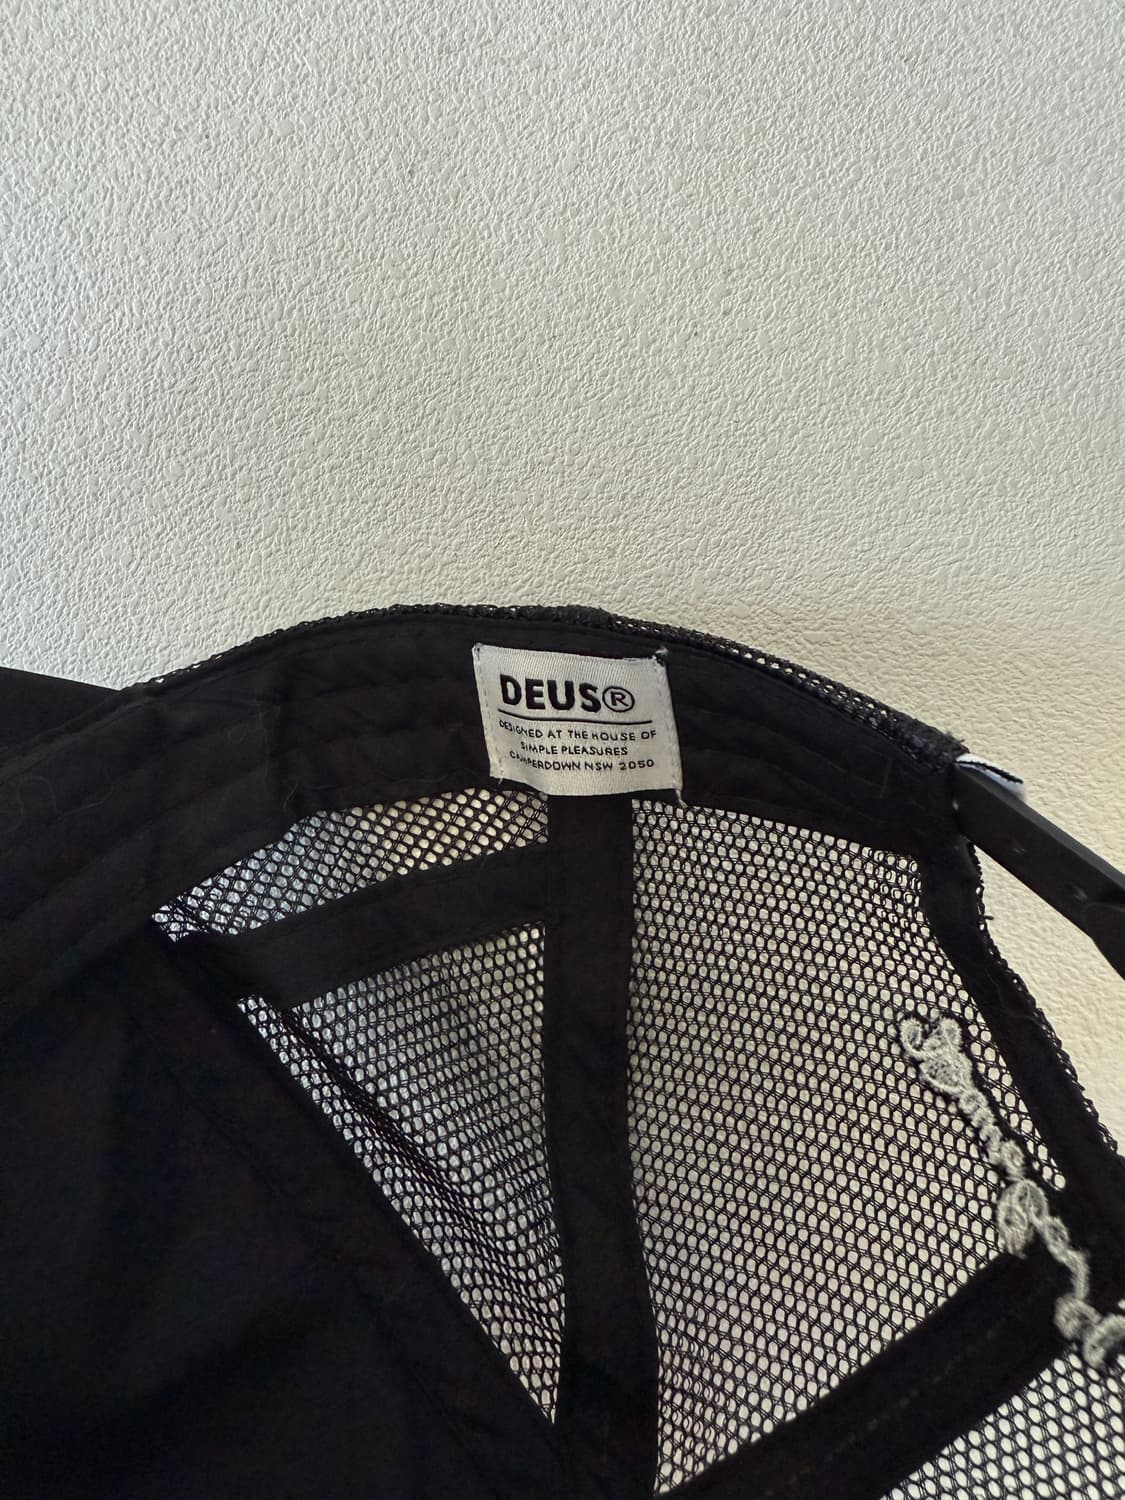 DEUS®
DESIGNED AT THE HOUSE OF
SIMPLE PLEASURES
CAMPERDOWN NSW 2050